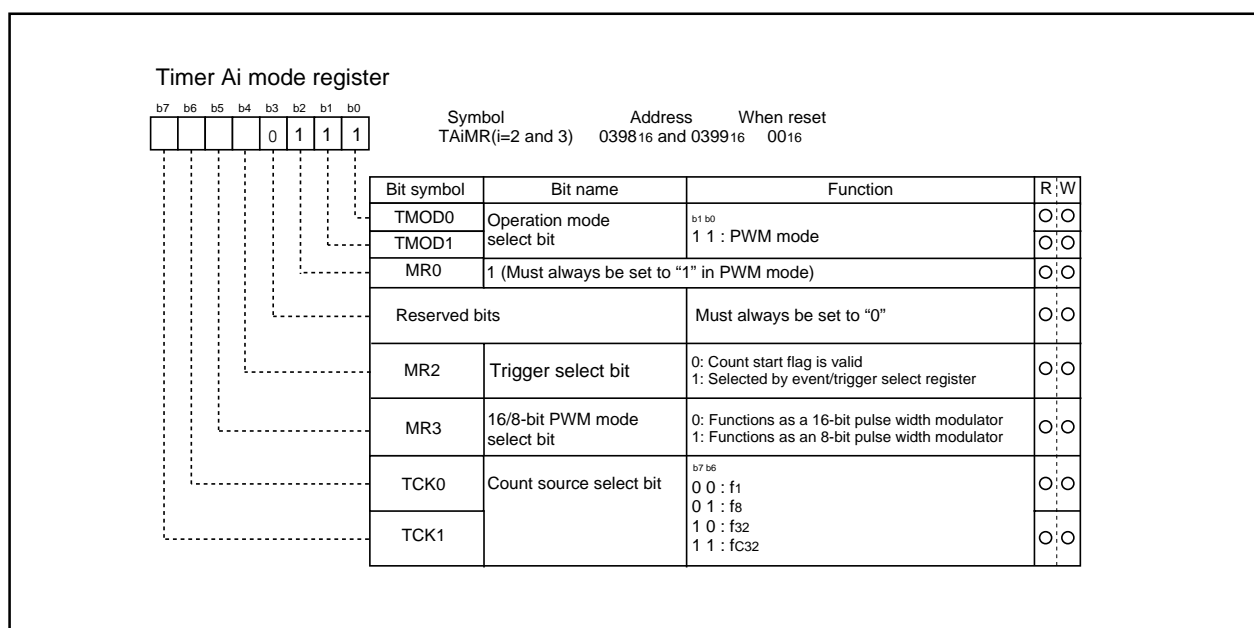 Timer Ai mode register
b7 b6 b5 b4 b3 b2 b1 b0
0 1 1 1
Symbol Address When reset
TAiMR(i=2 and 3) 039816 and 039916 0016
Bit symbol Bit name Function R W
TMOD0 Operation mode select bit b1 b0
TMOD1 1 1 : PWM mode
MR0 1 (Must always be set to “1” in PWM mode)
Reserved bits Must always be set to “0”
MR2 Trigger select bit 0: Count start flag is valid
1: Selected by event/trigger select register
MR3 16/8-bit PWM mode select bit 0: Functions as a 16-bit pulse width modulator
1: Functions as an 8-bit pulse width modulator
TCK0 Count source select bit b7 b6
0 0 : f1
0 1 : f8
TCK1 1 0 : f32
1 1 : fC32